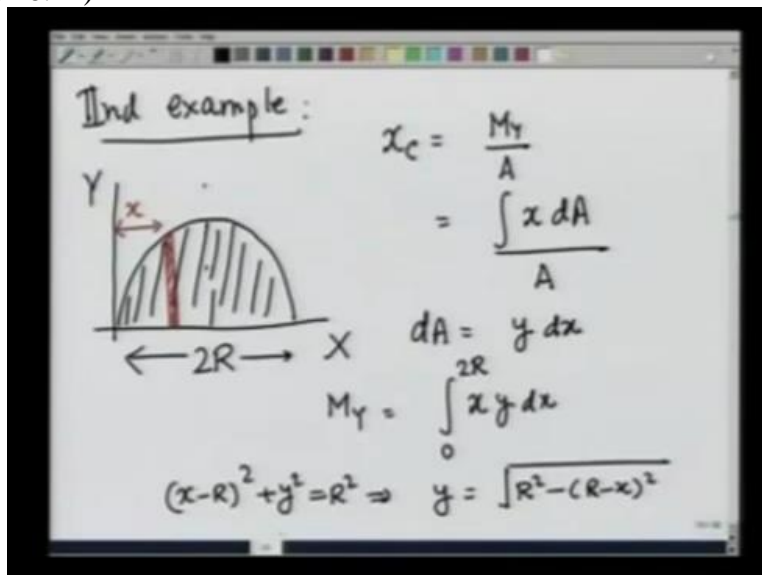 IInd example :
x_C = M_Y / A
Y
x
= ∫ x dA / A
dA = y dx
← 2R → X
M_Y = ∫_0^{2R} x y dx
(x-R)^2 + y^2 = R^2 ⇒ y = √(R^2-(R-x)^2)